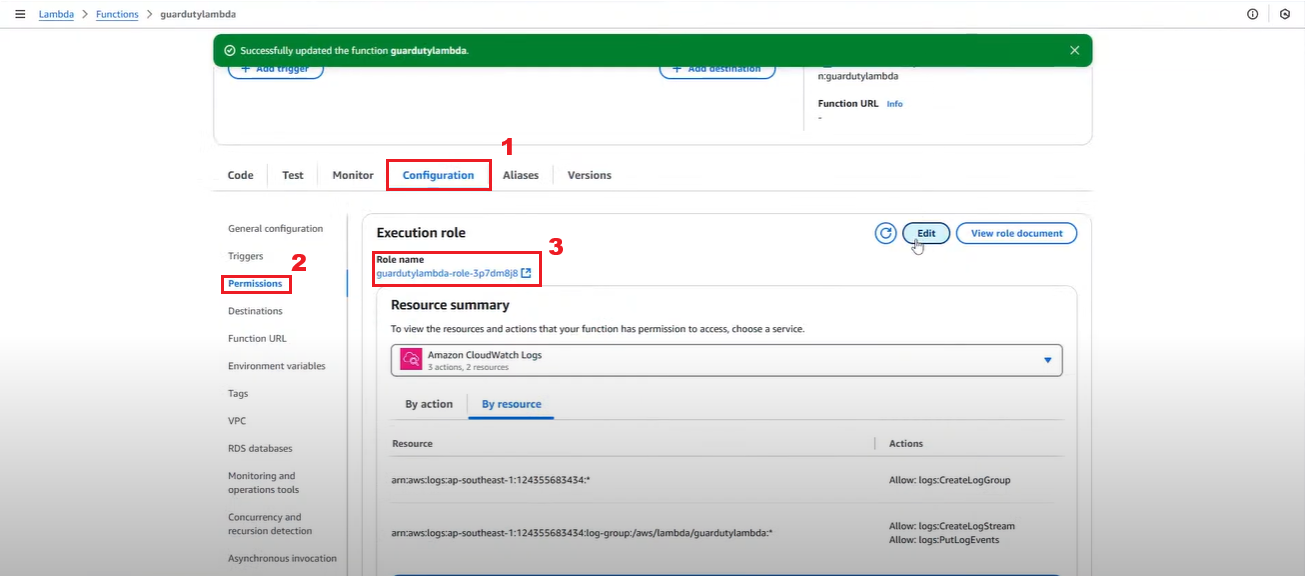 Lambda > Functions > guardutylambda
Successfully updated the function guardutylambda.
+ Add trigger
+ Add destination
n:guardutylambda
Function URL Info
-
1
Code Test Monitor Configuration Aliases Versions
General configuration
Triggers
2
Permissions
Destinations
Function URL
Environment variables
Tags
VPC
RDS databases
Monitoring and
operations tools
Concurrency and
recursion detection
Asynchronous invocation
Execution role
Edit
View role document
3
Role name
guardutylambda-role-3p7dm8j8
Resource summary
To view the resources and actions that your function has permission to access, choose a service.
Amazon CloudWatch Logs
3 actions, 2 resources
By action By resource
Resource Actions
arn:aws:logs:ap-southeast-1:124355683434:* Allow: logs:CreateLogGroup
arn:aws:logs:ap-southeast-1:124355683434:log-group:/aws/lambda/guardutylambda:* Allow: logs:CreateLogStream
Allow: logs:PutLogEvents